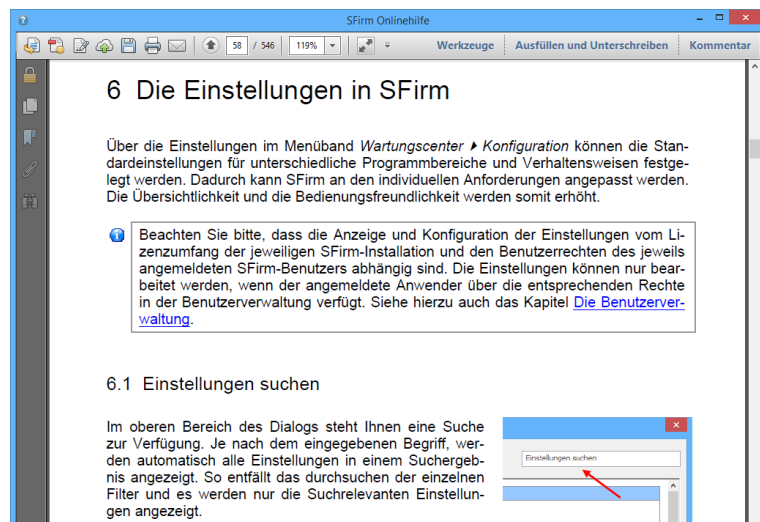 SFirm Onlinehilfe
58 / 546 119% Werkzeuge Ausfüllen und Unterschreiben Kommentar
6 Die Einstellungen in SFirm
Über die Einstellungen im Menüband Wartungscenter ▸ Konfiguration können die Stan-
dardeinstellungen für unterschiedliche Programmbereiche und Verhaltensweisen festge-
legt werden. Dadurch kann SFirm an den individuellen Anforderungen angepasst werden.
Die Übersichtlichkeit und die Bedienungsfreundlichkeit werden somit erhöht.
Beachten Sie bitte, dass die Anzeige und Konfiguration der Einstellungen vom Li-
zenzumfang der jeweiligen SFirm-Installation und den Benutzerrechten des jeweils
angemeldeten SFirm-Benutzers abhängig sind. Die Einstellungen können nur bear-
beitet werden, wenn der angemeldete Anwender über die entsprechenden Rechte
in der Benutzerverwaltung verfügt. Siehe hierzu auch das Kapitel Die Benutzerver-
waltung.
6.1 Einstellungen suchen
Im oberen Bereich des Dialogs steht Ihnen eine Suche
zur Verfügung. Je nach dem eingegebenen Begriff, wer-
den automatisch alle Einstellungen in einem Suchergeb-
nis angezeigt. So entfällt das durchsuchen der einzelnen
Filter und es werden nur die Suchrelevanten Einstellun-
gen angezeigt.
Einstellungen suchen